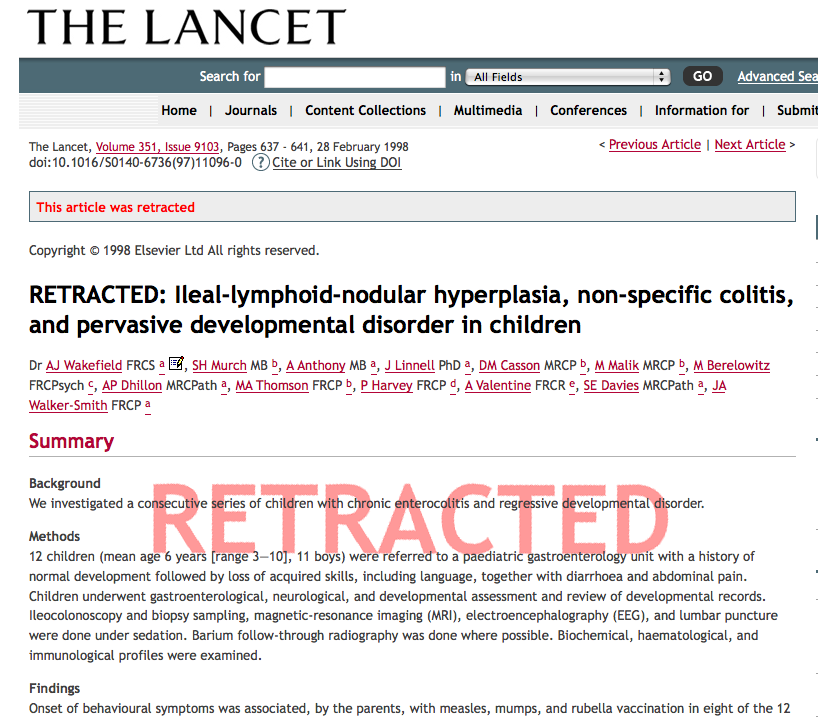 THE LANCET
Search for in All Fields GO Advanced Sea
Home | Journals | Content Collections | Multimedia | Conferences | Information for | Submit
The Lancet, Volume 351, Issue 9103, Pages 637 - 641, 28 February 1998
< Previous Article | Next Article >
doi:10.1016/S0140-6736(97)11096-0 ? Cite or Link Using DOI
This article was retracted
Copyright © 1998 Elsevier Ltd All rights reserved.
RETRACTED: Ileal-lymphoid-nodular hyperplasia, non-specific colitis,
and pervasive developmental disorder in children
Dr AJ Wakefield FRCS a, SH Murch MB b, A Anthony MB a, J Linnell PhD a, DM Casson MRCP b, M Malik MRCP b, M Berelowitz
FRCPsych c, AP Dhillon MRCPath a, MA Thomson FRCP b, P Harvey FRCP d, A Valentine FRCR e, SE Davies MRCPath a, JA
Walker-Smith FRCP a
Summary
Background
We investigated a consecutive series of children with chronic enterocolitis and regressive developmental disorder.
RETRACTED
Methods
12 children (mean age 6 years [range 3—10], 11 boys) were referred to a paediatric gastroenterology unit with a history of
normal development followed by loss of acquired skills, including language, together with diarrhoea and abdominal pain.
Children underwent gastroenterological, neurological, and developmental assessment and review of developmental records.
Ileocolonoscopy and biopsy sampling, magnetic-resonance imaging (MRI), electroencephalography (EEG), and lumbar puncture
were done under sedation. Barium follow-through radiography was done where possible. Biochemical, haematological, and
immunological profiles were examined.
Findings
Onset of behavioural symptoms was associated, by the parents, with measles, mumps, and rubella vaccination in eight of the 12